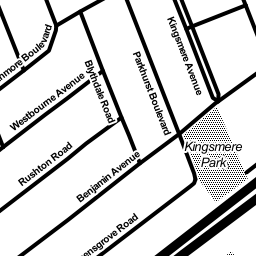 Kingsmere Avenue
Parkhurst Boulevard
Blythdale Road
Westbourne Avenue
Kingsmere
Park
Rushton Road
Benjamin Avenue